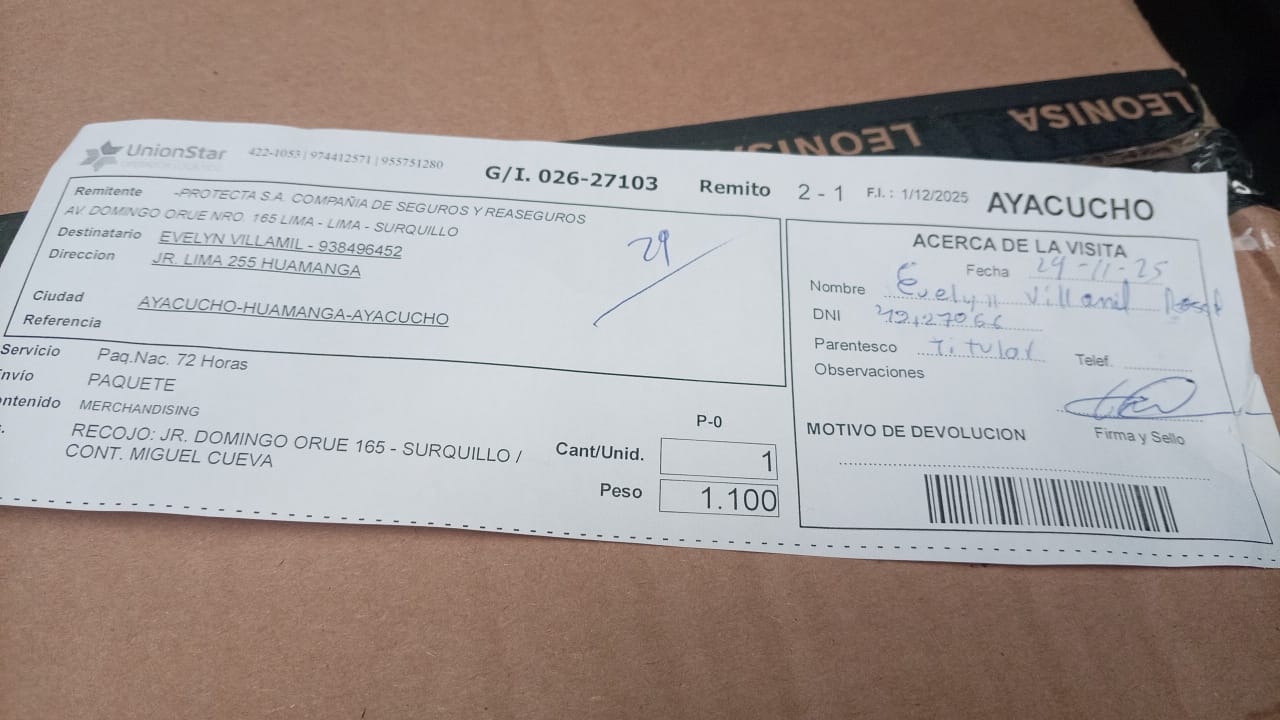 LEONISA
LEONISA
UnionStar
422-1053 | 974412571 | 955751280
G/I. 026-27103
Remito 2 - 1
F.I. : 1/12/2025
AYACUCHO
Remitente -PROTECTA S.A. COMPAÑIA DE SEGUROS Y REASEGUROS
AV DOMINGO ORUE NRO. 165 LIMA - LIMA - SURQUILLO
Destinatario EVELYN VILLAMIL - 938496452
Direccion JR. LIMA 255 HUAMANGA
Ciudad AYACUCHO-HUAMANGA-AYACUCHO
Referencia
29
Servicio Paq.Nac. 72 Horas
Envío PAQUETE
ontenido MERCHANDISING
RECOJO: JR. DOMINGO ORUE 165 - SURQUILLO /
CONT. MIGUEL CUEVA
P-0
Cant/Unid. 1
Peso 1.100
ACERCA DE LA VISITA
Fecha 29-11-25
Nombre Evelyn Villamil
DNI
Parentesco Titular Telef.
Observaciones
Firma y Sello
MOTIVO DE DEVOLUCION